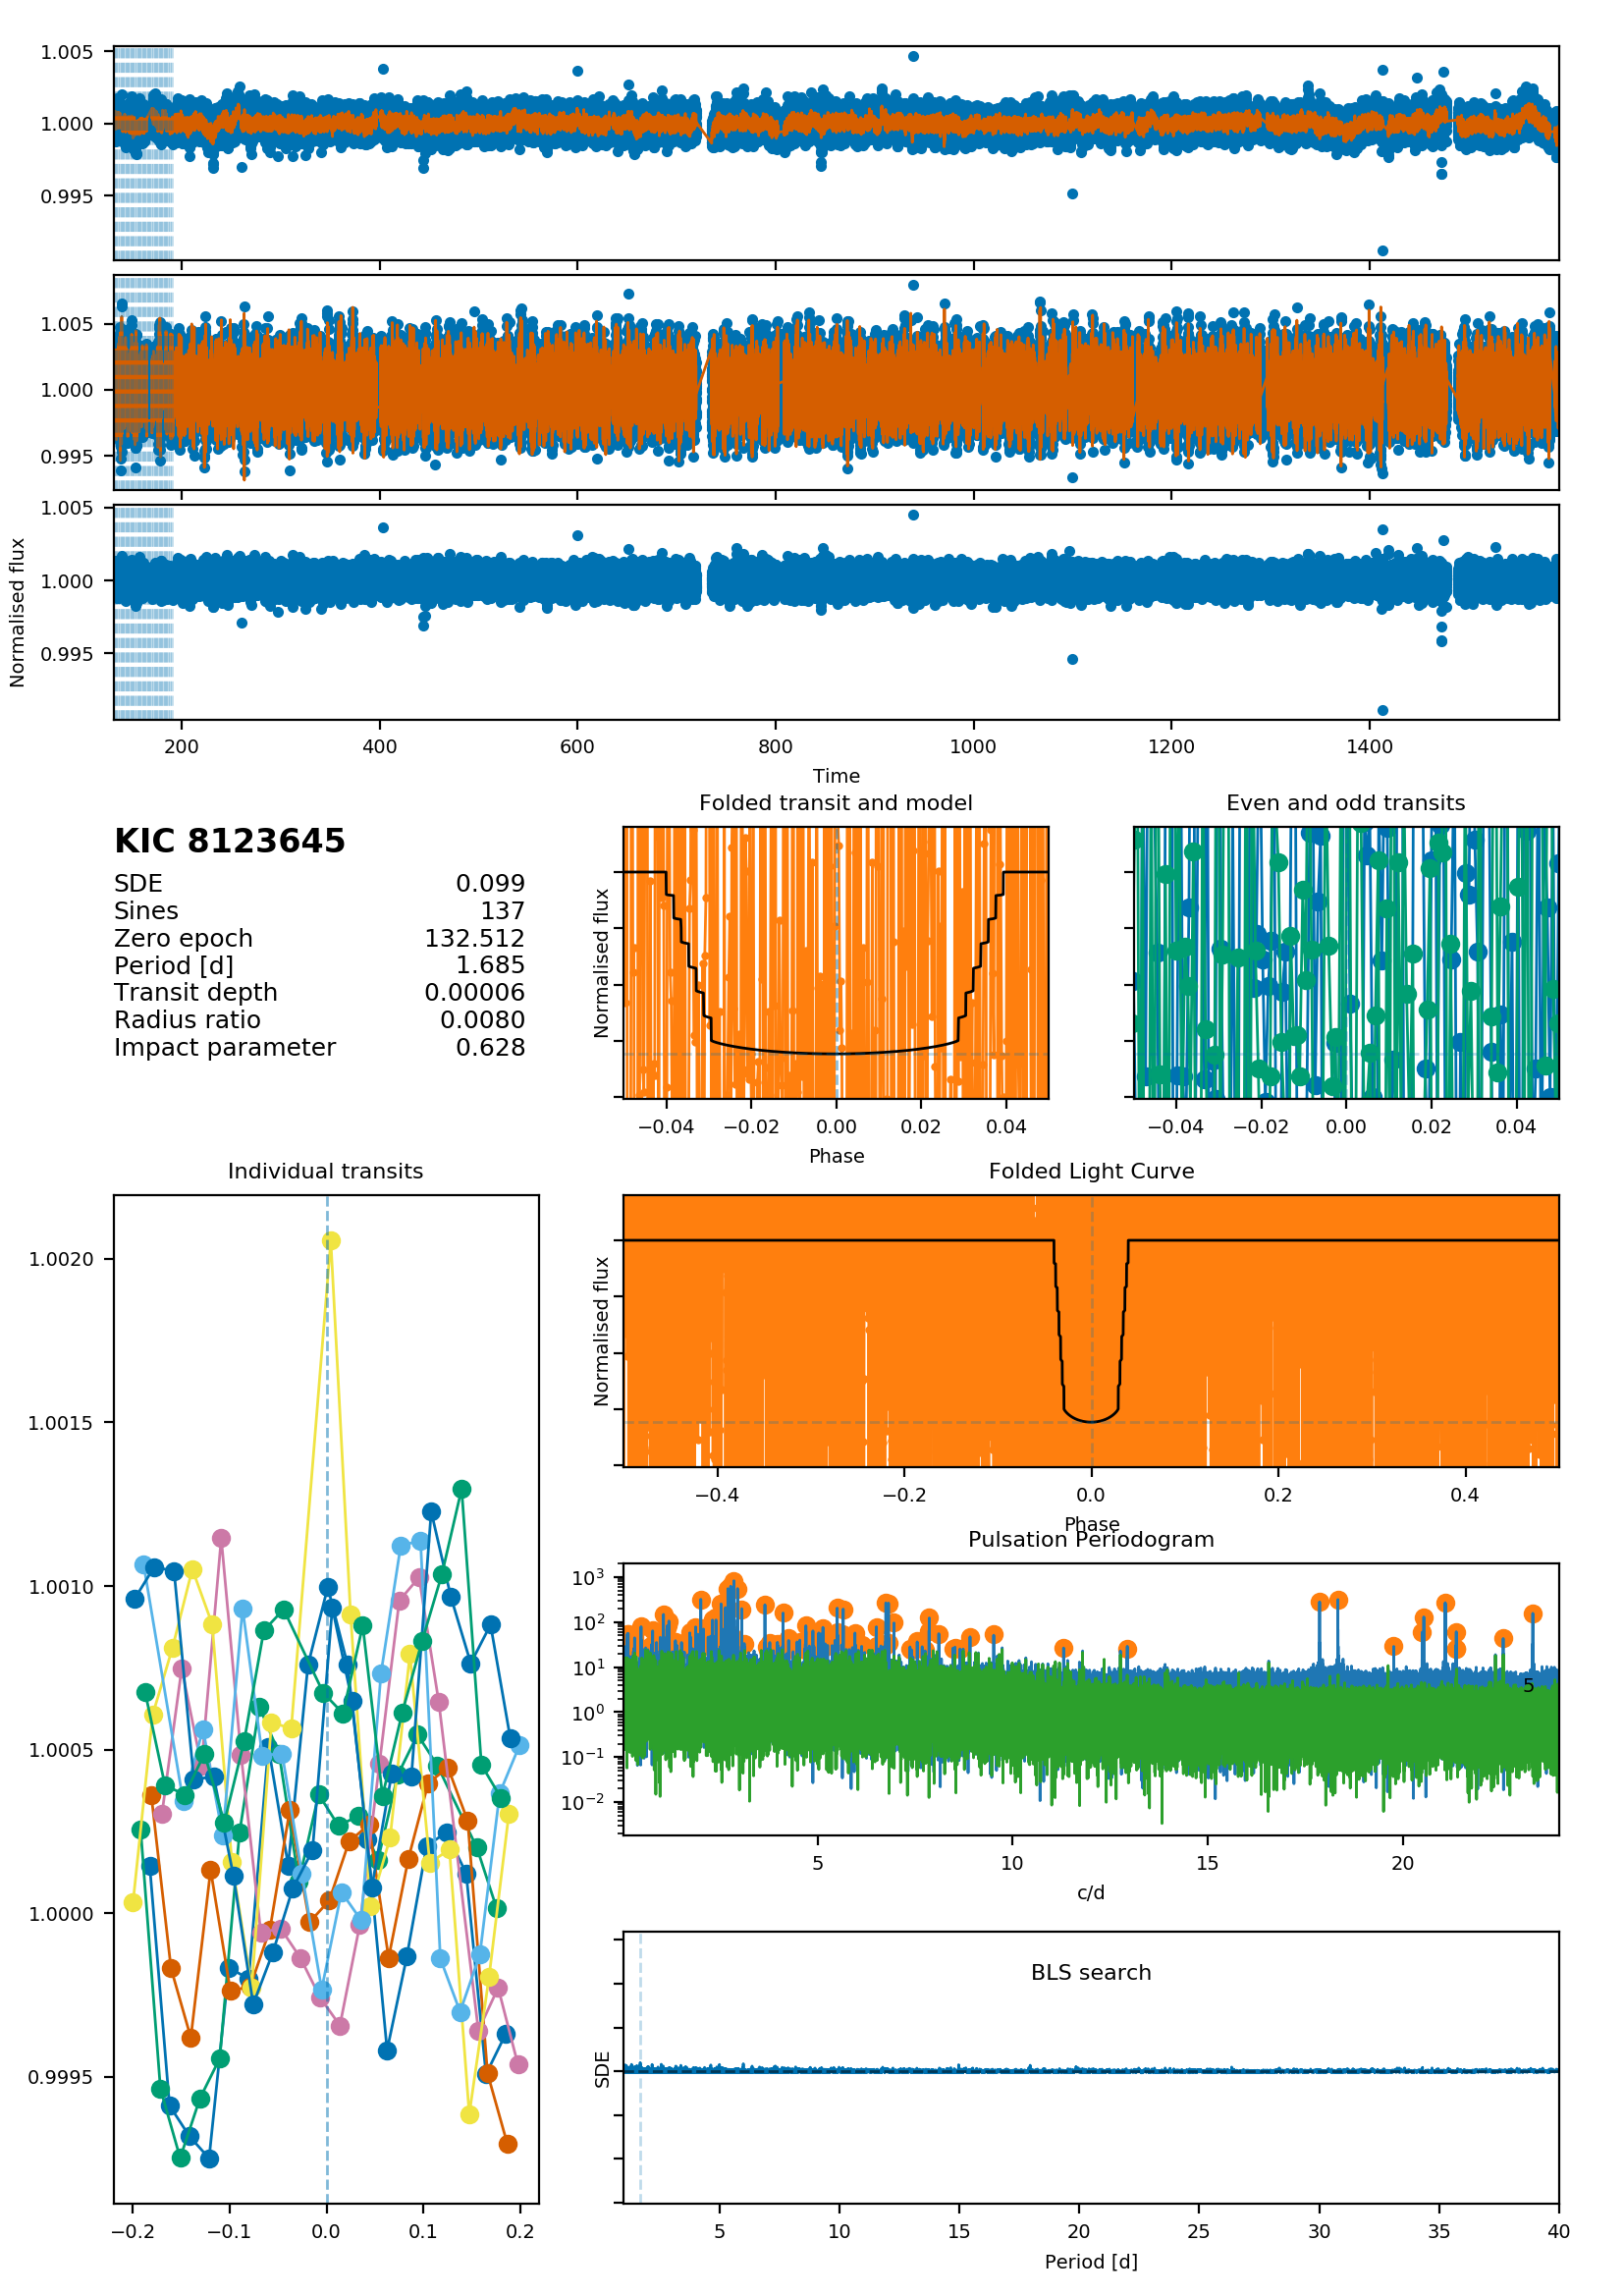 1.005
1.000
0.995
1.005
1.000
0.995
1.005
1.000
0.995
Normalised flux
200 400 600 800 1000 1200 1400
Time
KIC 8123645
SDE 0.099
Sines 137
Zero epoch 132.512
Period [d] 1.685
Transit depth 0.00006
Radius ratio 0.0080
Impact parameter 0.628
Folded transit and model
Normalised flux
−0.04 −0.02 0.00 0.02 0.04
Phase
Even and odd transits
−0.04 −0.02 0.00 0.02 0.04
Individual transits
1.0020
1.0015
1.0010
1.0005
1.0000
0.9995
−0.2 −0.1 0.0 0.1 0.2
Folded Light Curve
Normalised flux
−0.4 −0.2 0.0 0.2 0.4
Phase
Pulsation Periodogram
10³
10²
10¹
10⁰
10⁻¹
10⁻²
5
5 10 15 20
c/d
BLS search
SDE
5 10 15 20 25 30 35 40
Period [d]